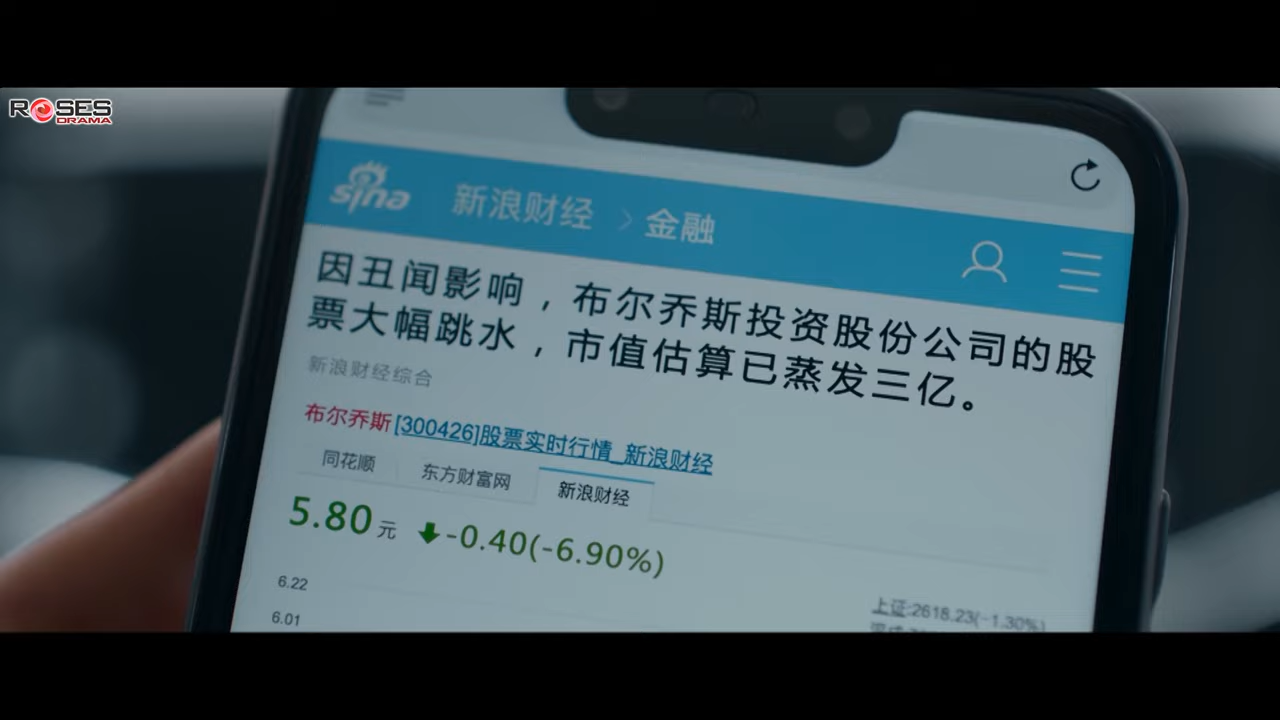 ROSES
DRAMA
sina 新浪财经 > 金融
因丑闻影响，布尔乔斯投资股份公司的股
票大幅跳水，市值估算已蒸发三亿。
新浪财经综合
布尔乔斯[300426]股票实时行情_新浪财经
同花顺 东方财富网 新浪财经
5.80元 -0.40(-6.90%)
6.22
上证:2618.23(-1.30%)
6.01